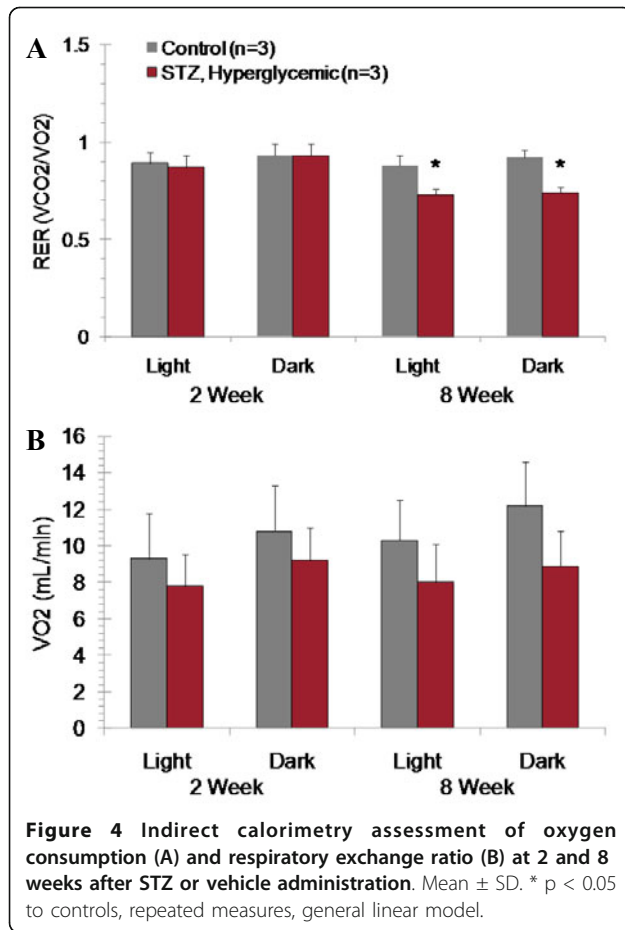 A
1.5
1
0.5
0
RER (VCO2/VO2)
Control (n=3)
STZ, Hyperglycemic (n=3)
* *
Light Dark Light Dark
2 Week 8 Week
B
16
14
12
10
8
6
4
2
0
VO2 (mL/min)
Light Dark Light Dark
2 Week 8 Week
Figure 4 Indirect calorimetry assessment of oxygen
consumption (A) and respiratory exchange ratio (B) at 2 and 8
weeks after STZ or vehicle administration. Mean ± SD. * p < 0.05
to controls, repeated measures, general linear model.